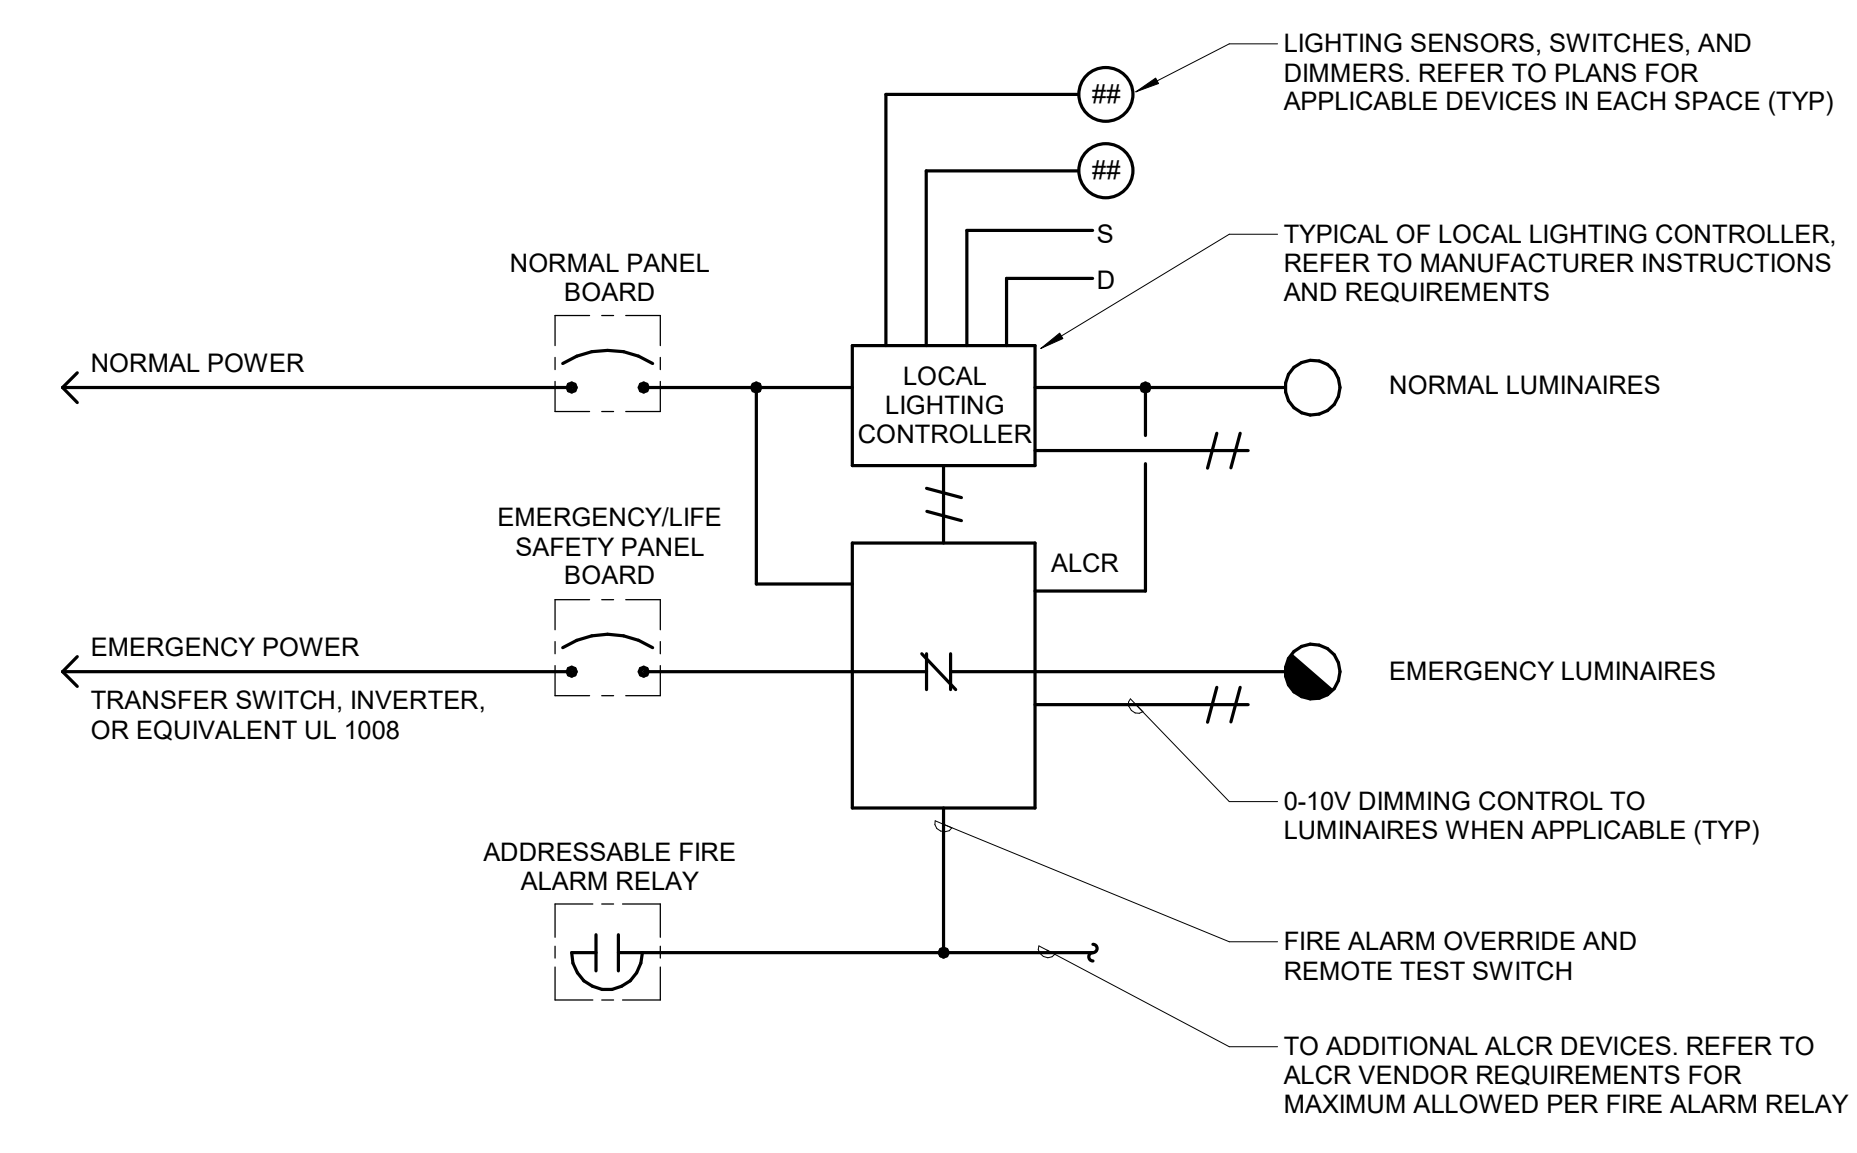 LIGHTING SENSORS, SWITCHES, AND
DIMMERS. REFER TO PLANS FOR
APPLICABLE DEVICES IN EACH SPACE (TYP)
##
##
S
D
TYPICAL OF LOCAL LIGHTING CONTROLLER,
REFER TO MANUFACTURER INSTRUCTIONS
AND REQUIREMENTS
NORMAL PANEL
BOARD
NORMAL POWER
LOCAL
LIGHTING
CONTROLLER
NORMAL LUMINAIRES
EMERGENCY/LIFE
SAFETY PANEL
BOARD
ALCR
EMERGENCY POWER
TRANSFER SWITCH, INVERTER,
OR EQUIVALENT UL 1008
EMERGENCY LUMINAIRES
0-10V DIMMING CONTROL TO
LUMINAIRES WHEN APPLICABLE (TYP)
ADDRESSABLE FIRE
ALARM RELAY
FIRE ALARM OVERRIDE AND
REMOTE TEST SWITCH
TO ADDITIONAL ALCR DEVICES. REFER TO
ALCR VENDOR REQUIREMENTS FOR
MAXIMUM ALLOWED PER FIRE ALARM RELAY